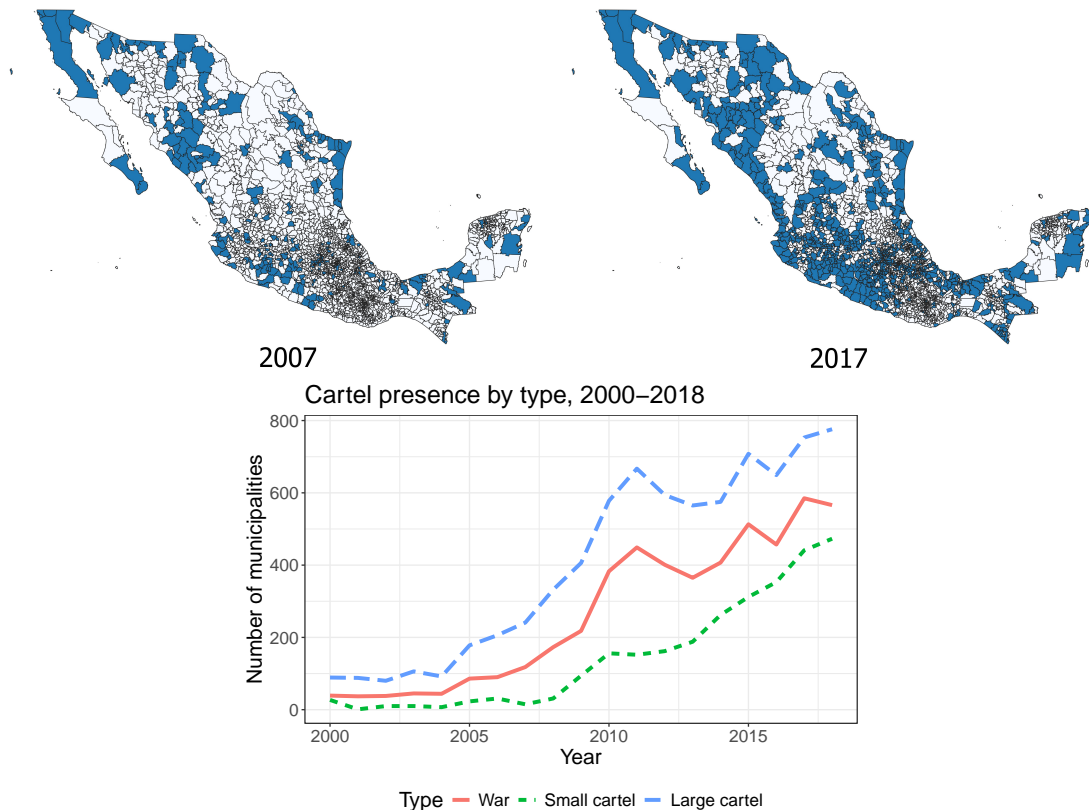 2007
2017
Cartel presence by type, 2000−2018
Number of municipalities
800
600
400
200
0
2000
2005
2010
2015
Year
Type War Small cartel Large cartel